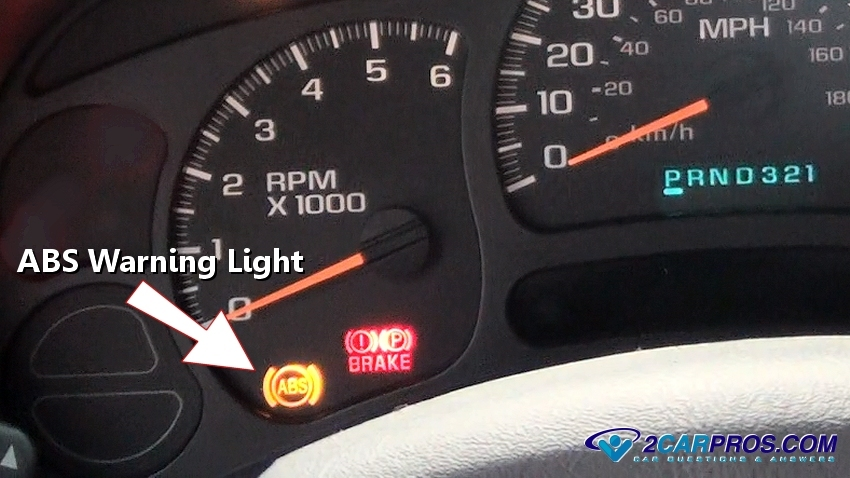 30
60
120
MPH
140
20
40
160
10
20
180
0
km/h
PRND321
6
5
4
3
2
1
0
RPM
X 1000
ABS Warning Light
! P
BRAKE
ABS
2CARPROS.COM
CAR QUESTIONS & ANSWERS